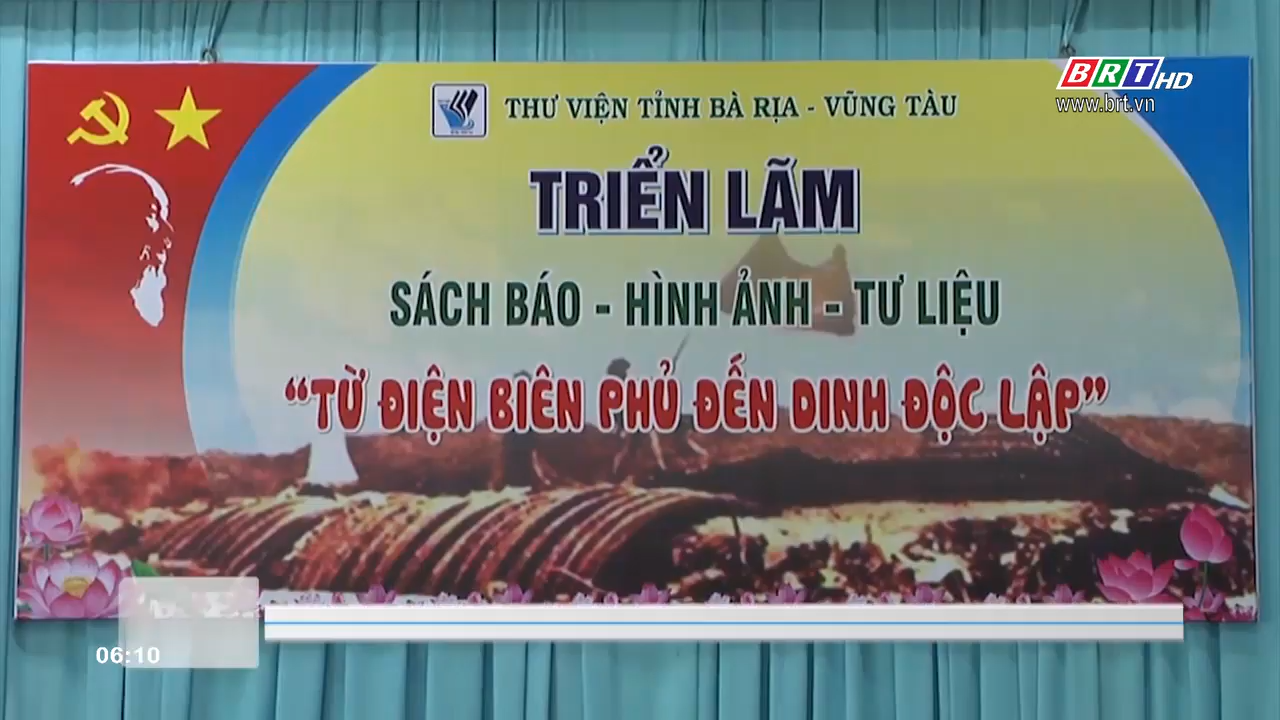 BRT HD
www.brt.vn
THƯ VIỆN TỈNH BÀ RỊA - VŨNG TÀU
TRIỂN LÃM
SÁCH BÁO - HÌNH ẢNH - TƯ LIỆU
“TỪ ĐIỆN BIÊN PHỦ ĐẾN DINH ĐỘC LẬP”
06:10